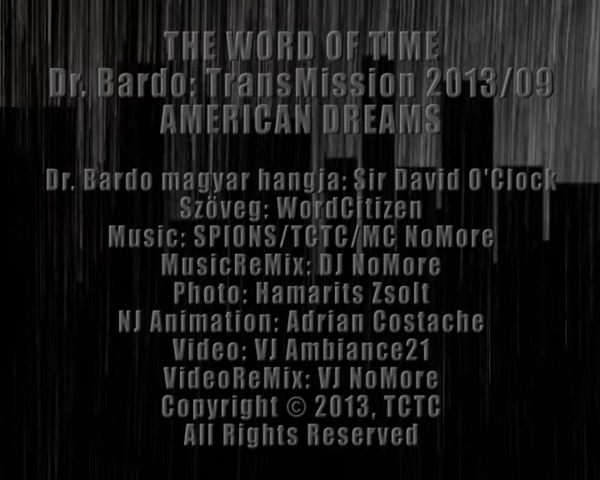 THE WORD OF TIME
Dr. Bardo: TransMission 2013/09
AMERICAN DREAMS
Dr. Bardo magyar hangja: Sir David O'Clock
Szöveg: WordCitizen
Music: SPIONS/TCTC/MC NoMore
MusicReMix: DJ NoMore
Photo: Hamarits Zsolt
NJ Animation: Adrian Costache
Video: VJ Ambiance21
VideoReMix: VJ NoMore
Copyright © 2013, TCTC
All Rights Reserved